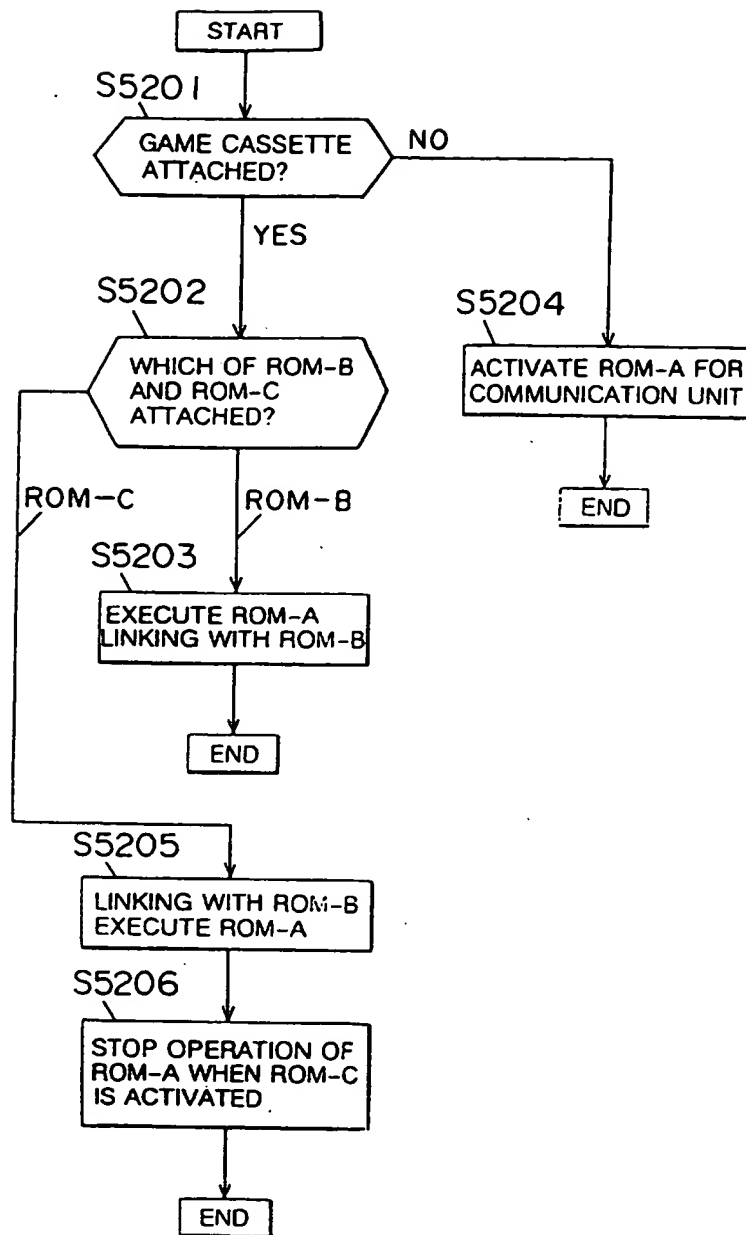 START
S5201
GAME CASSETTE
ATTACHED?
NO
YES
S5202
WHICH OF ROM-B
AND ROM-C
ATTACHED?
S5204
ACTIVATE ROM-A FOR
COMMUNICATION UNIT
END
ROM-C
ROM-B
S5203
EXECUTE ROM-A
LINKING WITH ROM-B
END
S5205
LINKING WITH ROM-B
EXECUTE ROM-A
S5206
STOP OPERATION OF
ROM-A WHEN ROM-C
IS ACTIVATED
END